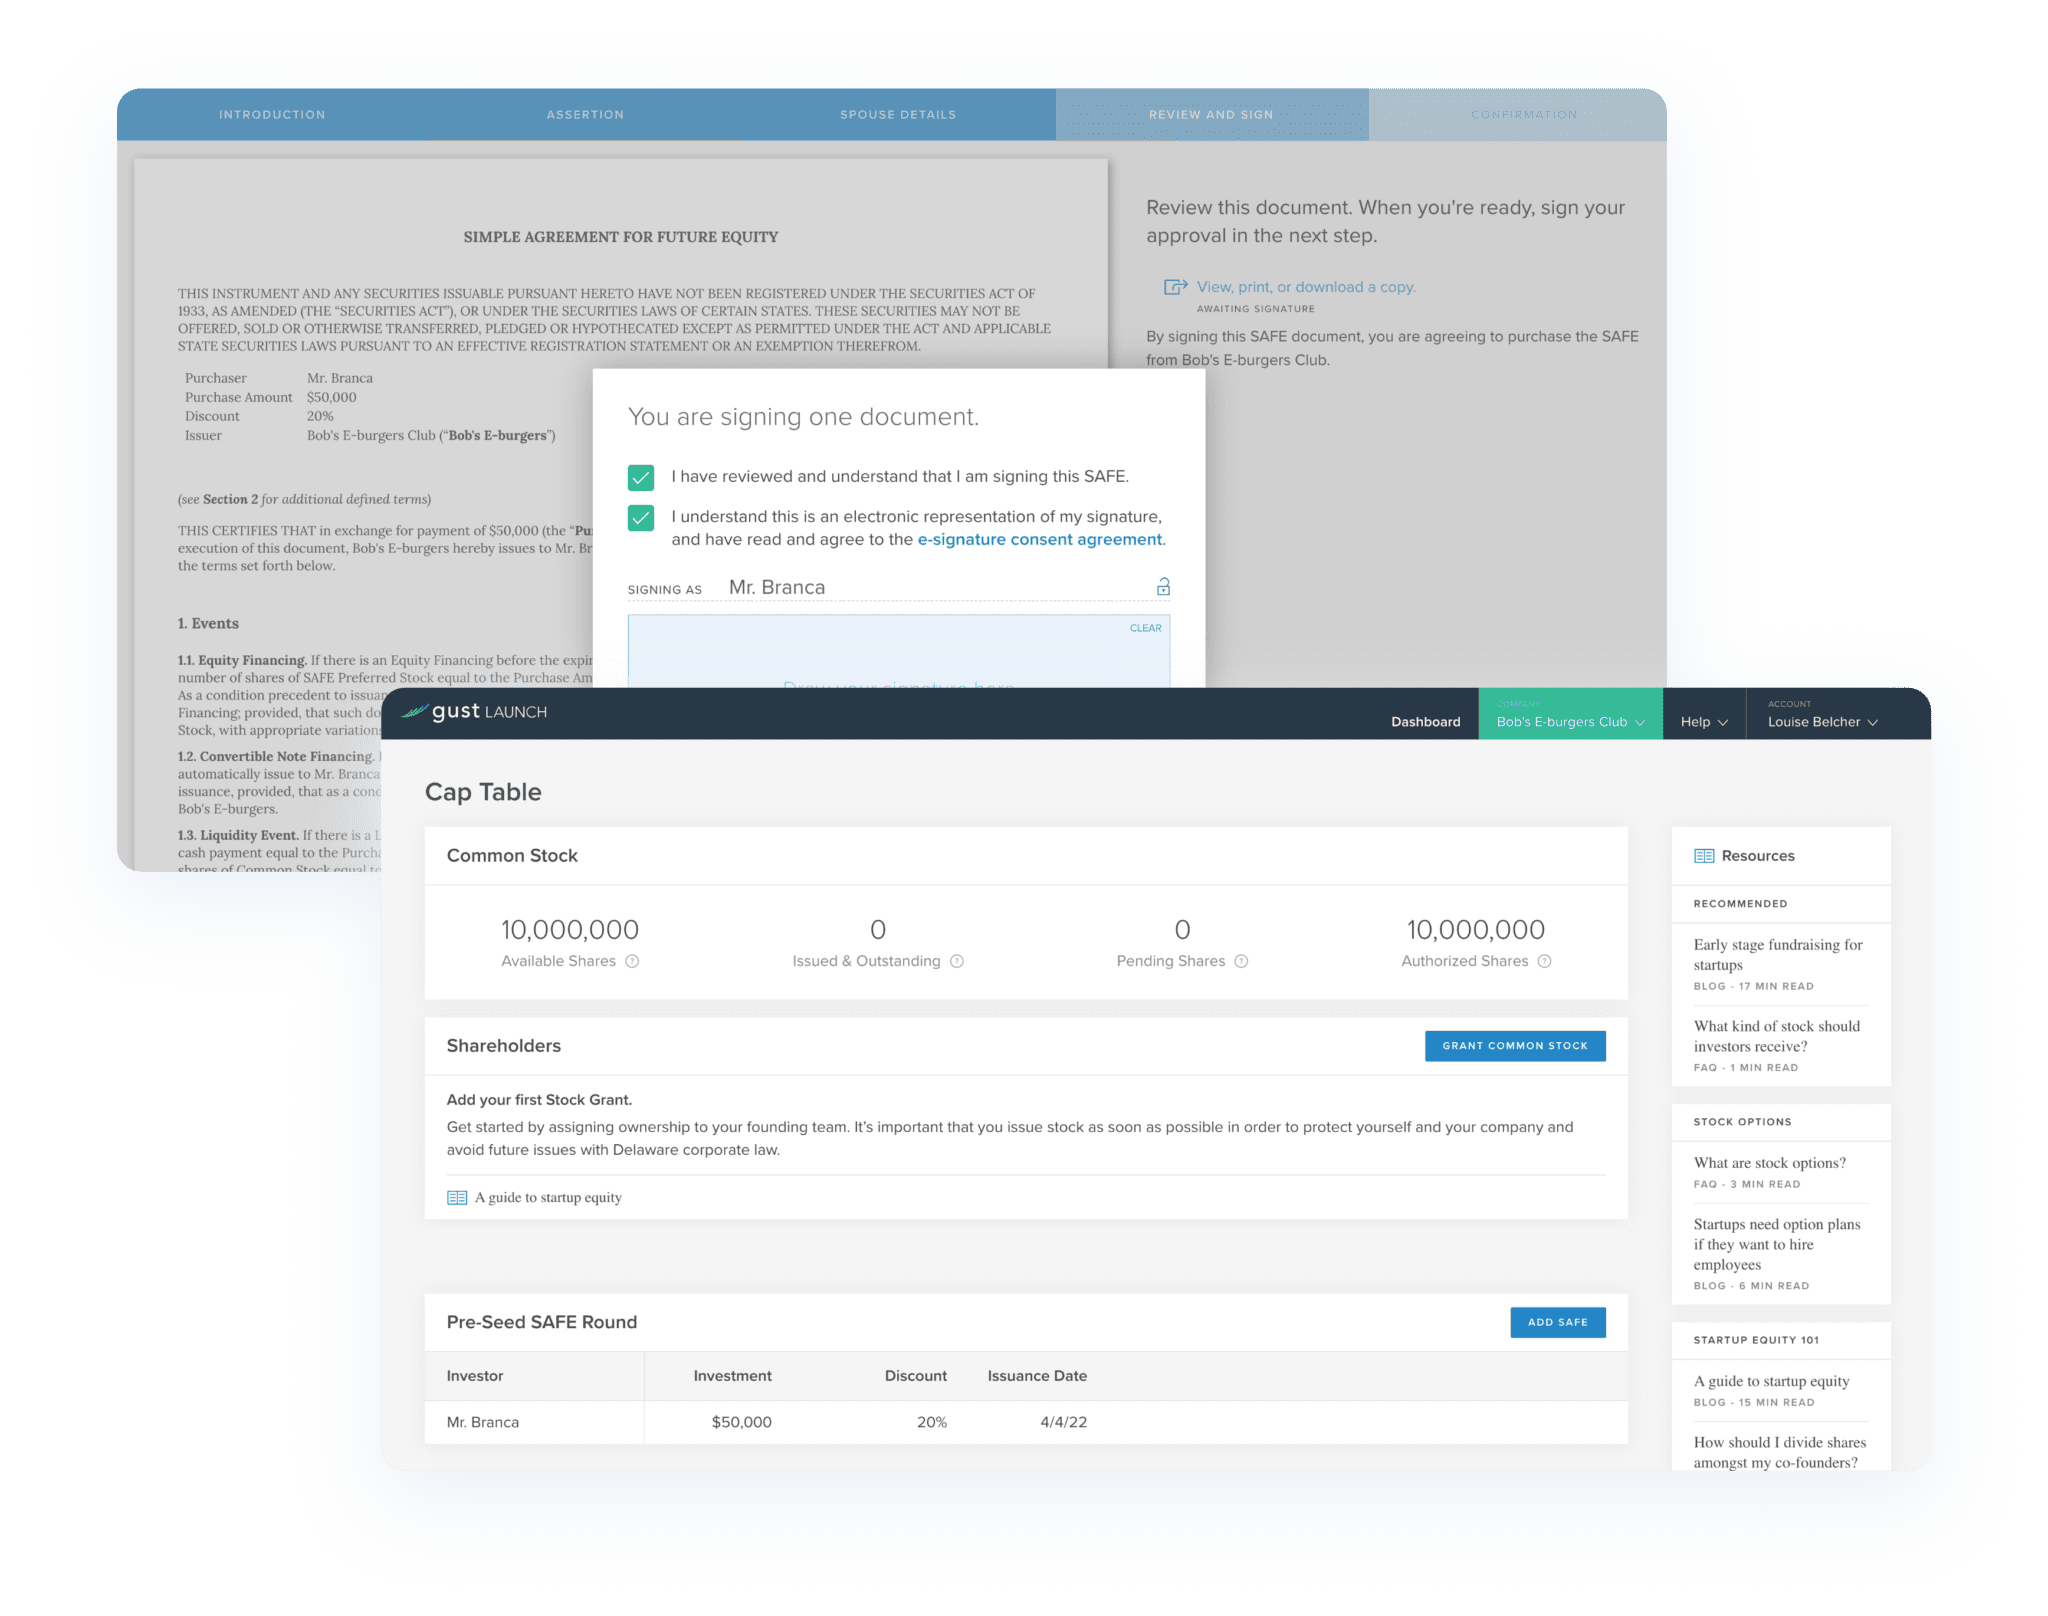 INTRODUCTION
ASSERTION
SPOUSE DETAILS
REVIEW AND SIGN
CONFIRMATION
SIMPLE AGREEMENT FOR FUTURE EQUITY
THIS INSTRUMENT AND ANY SECURITIES ISSUABLE PURSUANT HERETO HAVE NOT BEEN REGISTERED UNDER THE SECURITIES ACT OF
1933, AS AMENDED (THE “SECURITIES ACT”), OR UNDER THE SECURITIES LAWS OF CERTAIN STATES. THESE SECURITIES MAY NOT BE
OFFERED, SOLD OR OTHERWISE TRANSFERRED, PLEDGED OR HYPOTHECATED EXCEPT AS PERMITTED UNDER THE ACT AND APPLICABLE
STATE SECURITIES LAWS PURSUANT TO AN EFFECTIVE REGISTRATION STATEMENT OR AN EXEMPTION THEREFROM.
Purchaser Mr. Branca
Purchase Amount $50,000
Discount 20%
Issuer Bob's E-burgers Club (“Bob's E-burgers”)
(see Section 2 for additional defined terms)
THIS CERTIFIES THAT in exchange for payment of $50,000 (the “Pu
execution of this document, Bob's E-burgers hereby issues to Mr. Br
the terms set forth below.
1. Events
1.1. Equity Financing. If there is an Equity Financing before the expir
number of shares of SAFE Preferred Stock equal to the Purchase Am
As a condition precedent to issuan
Financing; provided, that such do
Stock, with appropriate variation
1.2. Convertible Note Financing.
automatically issue to Mr. Branca
issuance, provided, that as a cond
Bob's E-burgers.
1.3. Liquidity Event. If there is a L
cash payment equal to the Purcha
shares of Common Stock equal to
Review this document. When you're ready, sign your
approval in the next step.
View, print, or download a copy.
AWAITING SIGNATURE
By signing this SAFE document, you are agreeing to purchase the SAFE
from Bob's E-burgers Club.
You are signing one document.
I have reviewed and understand that I am signing this SAFE.
I understand this is an electronic representation of my signature,
and have read and agree to the e-signature consent agreement.
SIGNING AS Mr. Branca
CLEAR
Draw your signature here
gust LAUNCH
Dashboard
COMPANY
Bob's E-burgers Club
Help
ACCOUNT
Louise Belcher
Cap Table
Common Stock
10,000,000
Available Shares
0
Issued & Outstanding
0
Pending Shares
10,000,000
Authorized Shares
Shareholders
GRANT COMMON STOCK
Add your first Stock Grant.
Get started by assigning ownership to your founding team. It’s important that you issue stock as soon as possible in order to protect yourself and your company and
avoid future issues with Delaware corporate law.
A guide to startup equity
Pre-Seed SAFE Round
ADD SAFE
Investor Investment Discount Issuance Date
Mr. Branca $50,000 20% 4/4/22
Resources
RECOMMENDED
Early stage fundraising for
startups
BLOG - 17 MIN READ
What kind of stock should
investors receive?
FAQ - 1 MIN READ
STOCK OPTIONS
What are stock options?
FAQ - 3 MIN READ
Startups need option plans
if they want to hire
employees
BLOG - 6 MIN READ
STARTUP EQUITY 101
A guide to startup equity
BLOG - 15 MIN READ
How should I divide shares
amongst my co-founders?